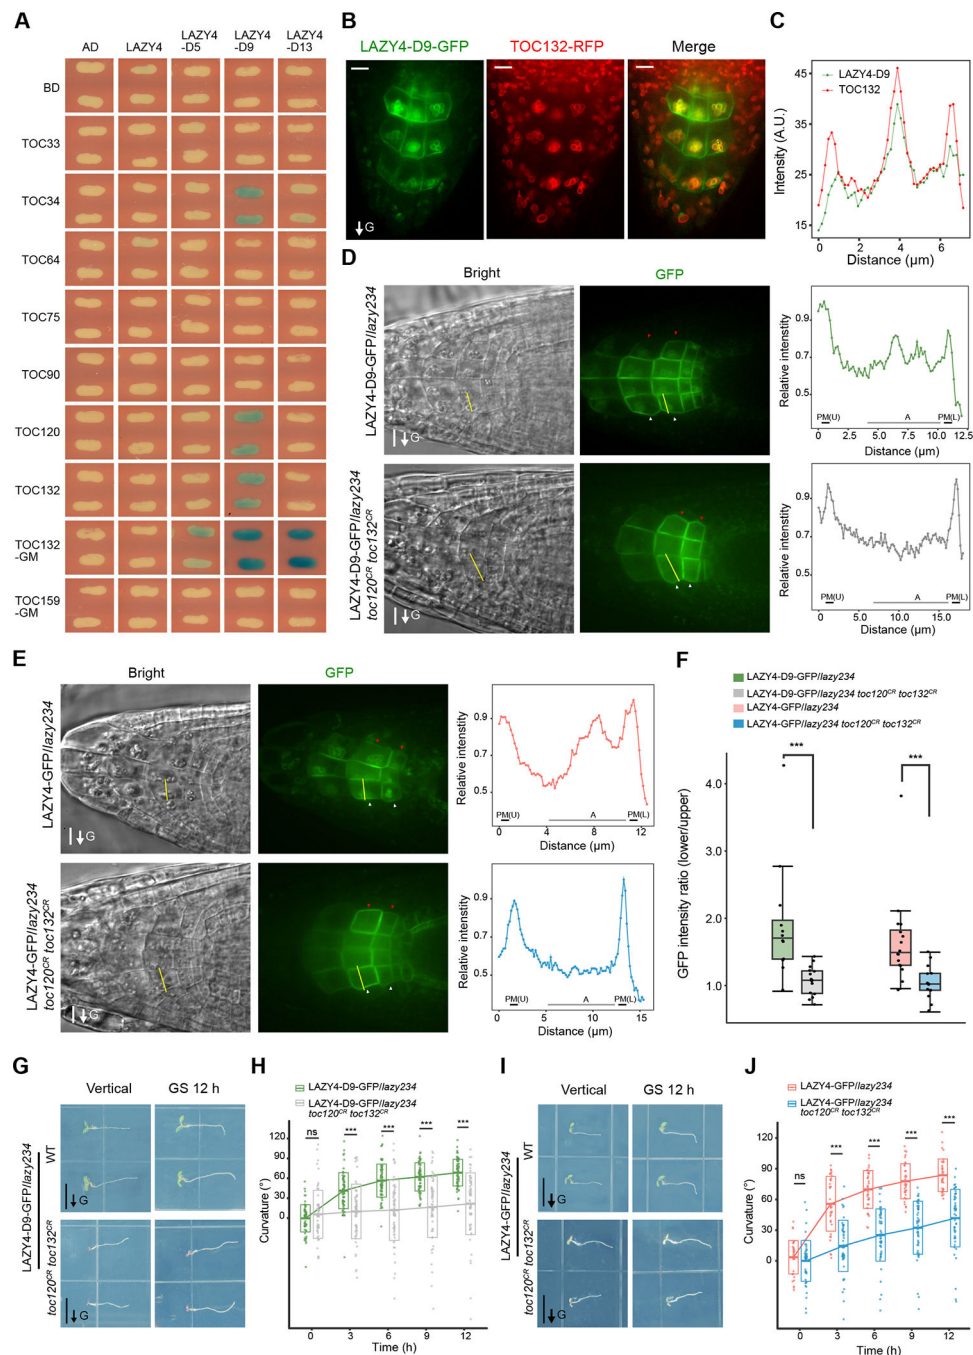 A
AD
LAZY4
LAZY4
-D5
LAZY4
-D9
LAZY4
-D13
BD
TOC33
TOC34
TOC64
TOC75
TOC90
TOC120
TOC132
TOC132
-GM
TOC159
-GM
B
LAZY4-D9-GFP
TOC132-RFP
Merge
G
C
LAZY4-D9
TOC132
Intensity (A.U.)
45
35
25
15
0
2
4
6
Distance (µm)
D
Bright
GFP
LAZY4-D9-GFP/lazy234
G
Relative intenstity
0.9
0.7
0.5
PM(U)
A
PM(L)
0
2.5
5.0
7.5
10.0
12.5
Distance (µm)
LAZY4-D9-GFP/lazy234
toc120CR toc132CR
G
Relative intenstity
0.9
0.7
0.5
PM(U)
A
PM(L)
0
5.0
10.0
15.0
Distance (µm)
E
Bright
GFP
LAZY4-GFP/lazy234
G
Relative intenstity
0.9
0.7
0.5
PM(U)
A
PM(L)
0
4
8
12
Distance (µm)
LAZY4-GFP/lazy234
toc120CR toc132CR
G
Relative intenstity
0.9
0.7
0.5
PM(U)
A
PM(L)
0
5
10
15
Distance (µm)
F
LAZY4-D9-GFP/lazy234
LAZY4-D9-GFP/lazy234 toc120CR toc132CR
LAZY4-GFP/lazy234
LAZY4-GFP/lazy234 toc120CR toc132CR
GFP intensity ratio (lower/upper)
4.0
3.0
2.0
1.0
***
***
G
Vertical
GS 12 h
LAZY4-D9-GFP/lazy234
WT
toc120CR toc132CR
G
G
H
LAZY4-D9-GFP/lazy234
LAZY4-D9-GFP/lazy234
toc120CR toc132CR
Curvature (°)
120
90
60
30
0
ns
***
***
***
***
0
3
6
9
12
Time (h)
I
Vertical
GS 12 h
LAZY4-GFP/lazy234
WT
toc120CR toc132CR
G
G
J
LAZY4-GFP/lazy234
LAZY4-GFP/lazy234
toc120CR toc132CR
Curvature (°)
120
90
60
30
0
ns
***
***
***
***
0
3
6
9
12
Time (h)